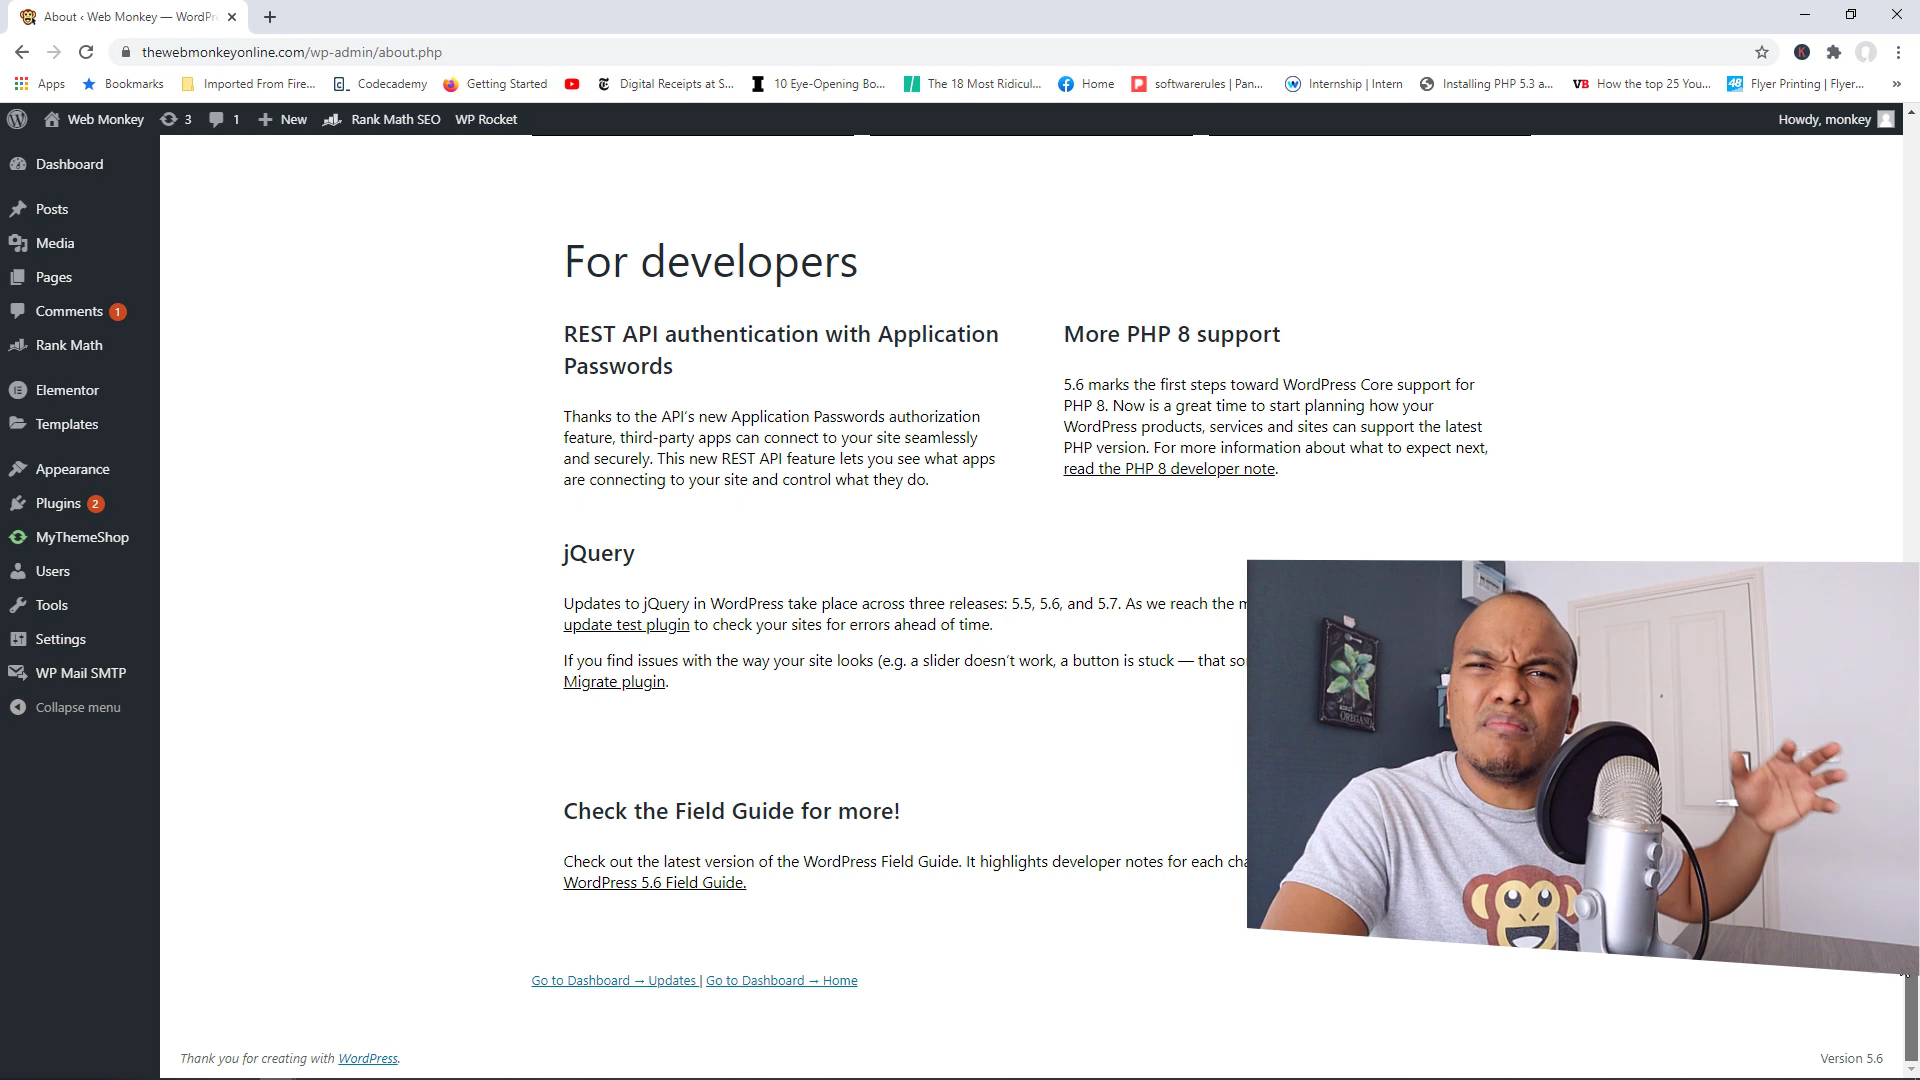 About ‹ Web Monkey — WordPr
thewebmonkeyonline.com/wp-admin/about.php
Apps
Bookmarks
Imported From Fire...
Codecademy
Getting Started
Digital Receipts at S...
10 Eye-Opening Bo...
The 18 Most Ridicul...
Home
softwarerules | Pan...
Internship | Intern
Installing PHP 5.3 a...
VB How the top 25 You...
Flyer Printing | Flyer...
Web Monkey
3
1
New
Rank Math SEO
WP Rocket
Howdy, monkey
Dashboard
Posts
Media
Pages
Comments 1
Rank Math
Elementor
Templates
Appearance
Plugins 2
MyThemeShop
Users
Tools
Settings
WP Mail SMTP
Collapse menu
For developers
REST API authentication with Application
Passwords
Thanks to the API’s new Application Passwords authorization
feature, third-party apps can connect to your site seamlessly
and securely. This new REST API feature lets you see what apps
are connecting to your site and control what they do.
More PHP 8 support
5.6 marks the first steps toward WordPress Core support for
PHP 8. Now is a great time to start planning how your
WordPress products, services and sites can support the latest
PHP version. For more information about what to expect next,
read the PHP 8 developer note.
jQuery
Updates to jQuery in WordPress take place across three releases: 5.5, 5.6, and 5.7. As we reach the
update test plugin to check your sites for errors ahead of time.
If you find issues with the way your site looks (e.g. a slider doesn’t work, a button is stuck — that
Migrate plugin.
Check the Field Guide for more!
Check out the latest version of the WordPress Field Guide. It highlights developer notes for each
WordPress 5.6 Field Guide.
OREGANO
Go to Dashboard → Updates | Go to Dashboard → Home
Thank you for creating with WordPress.
Version 5.6